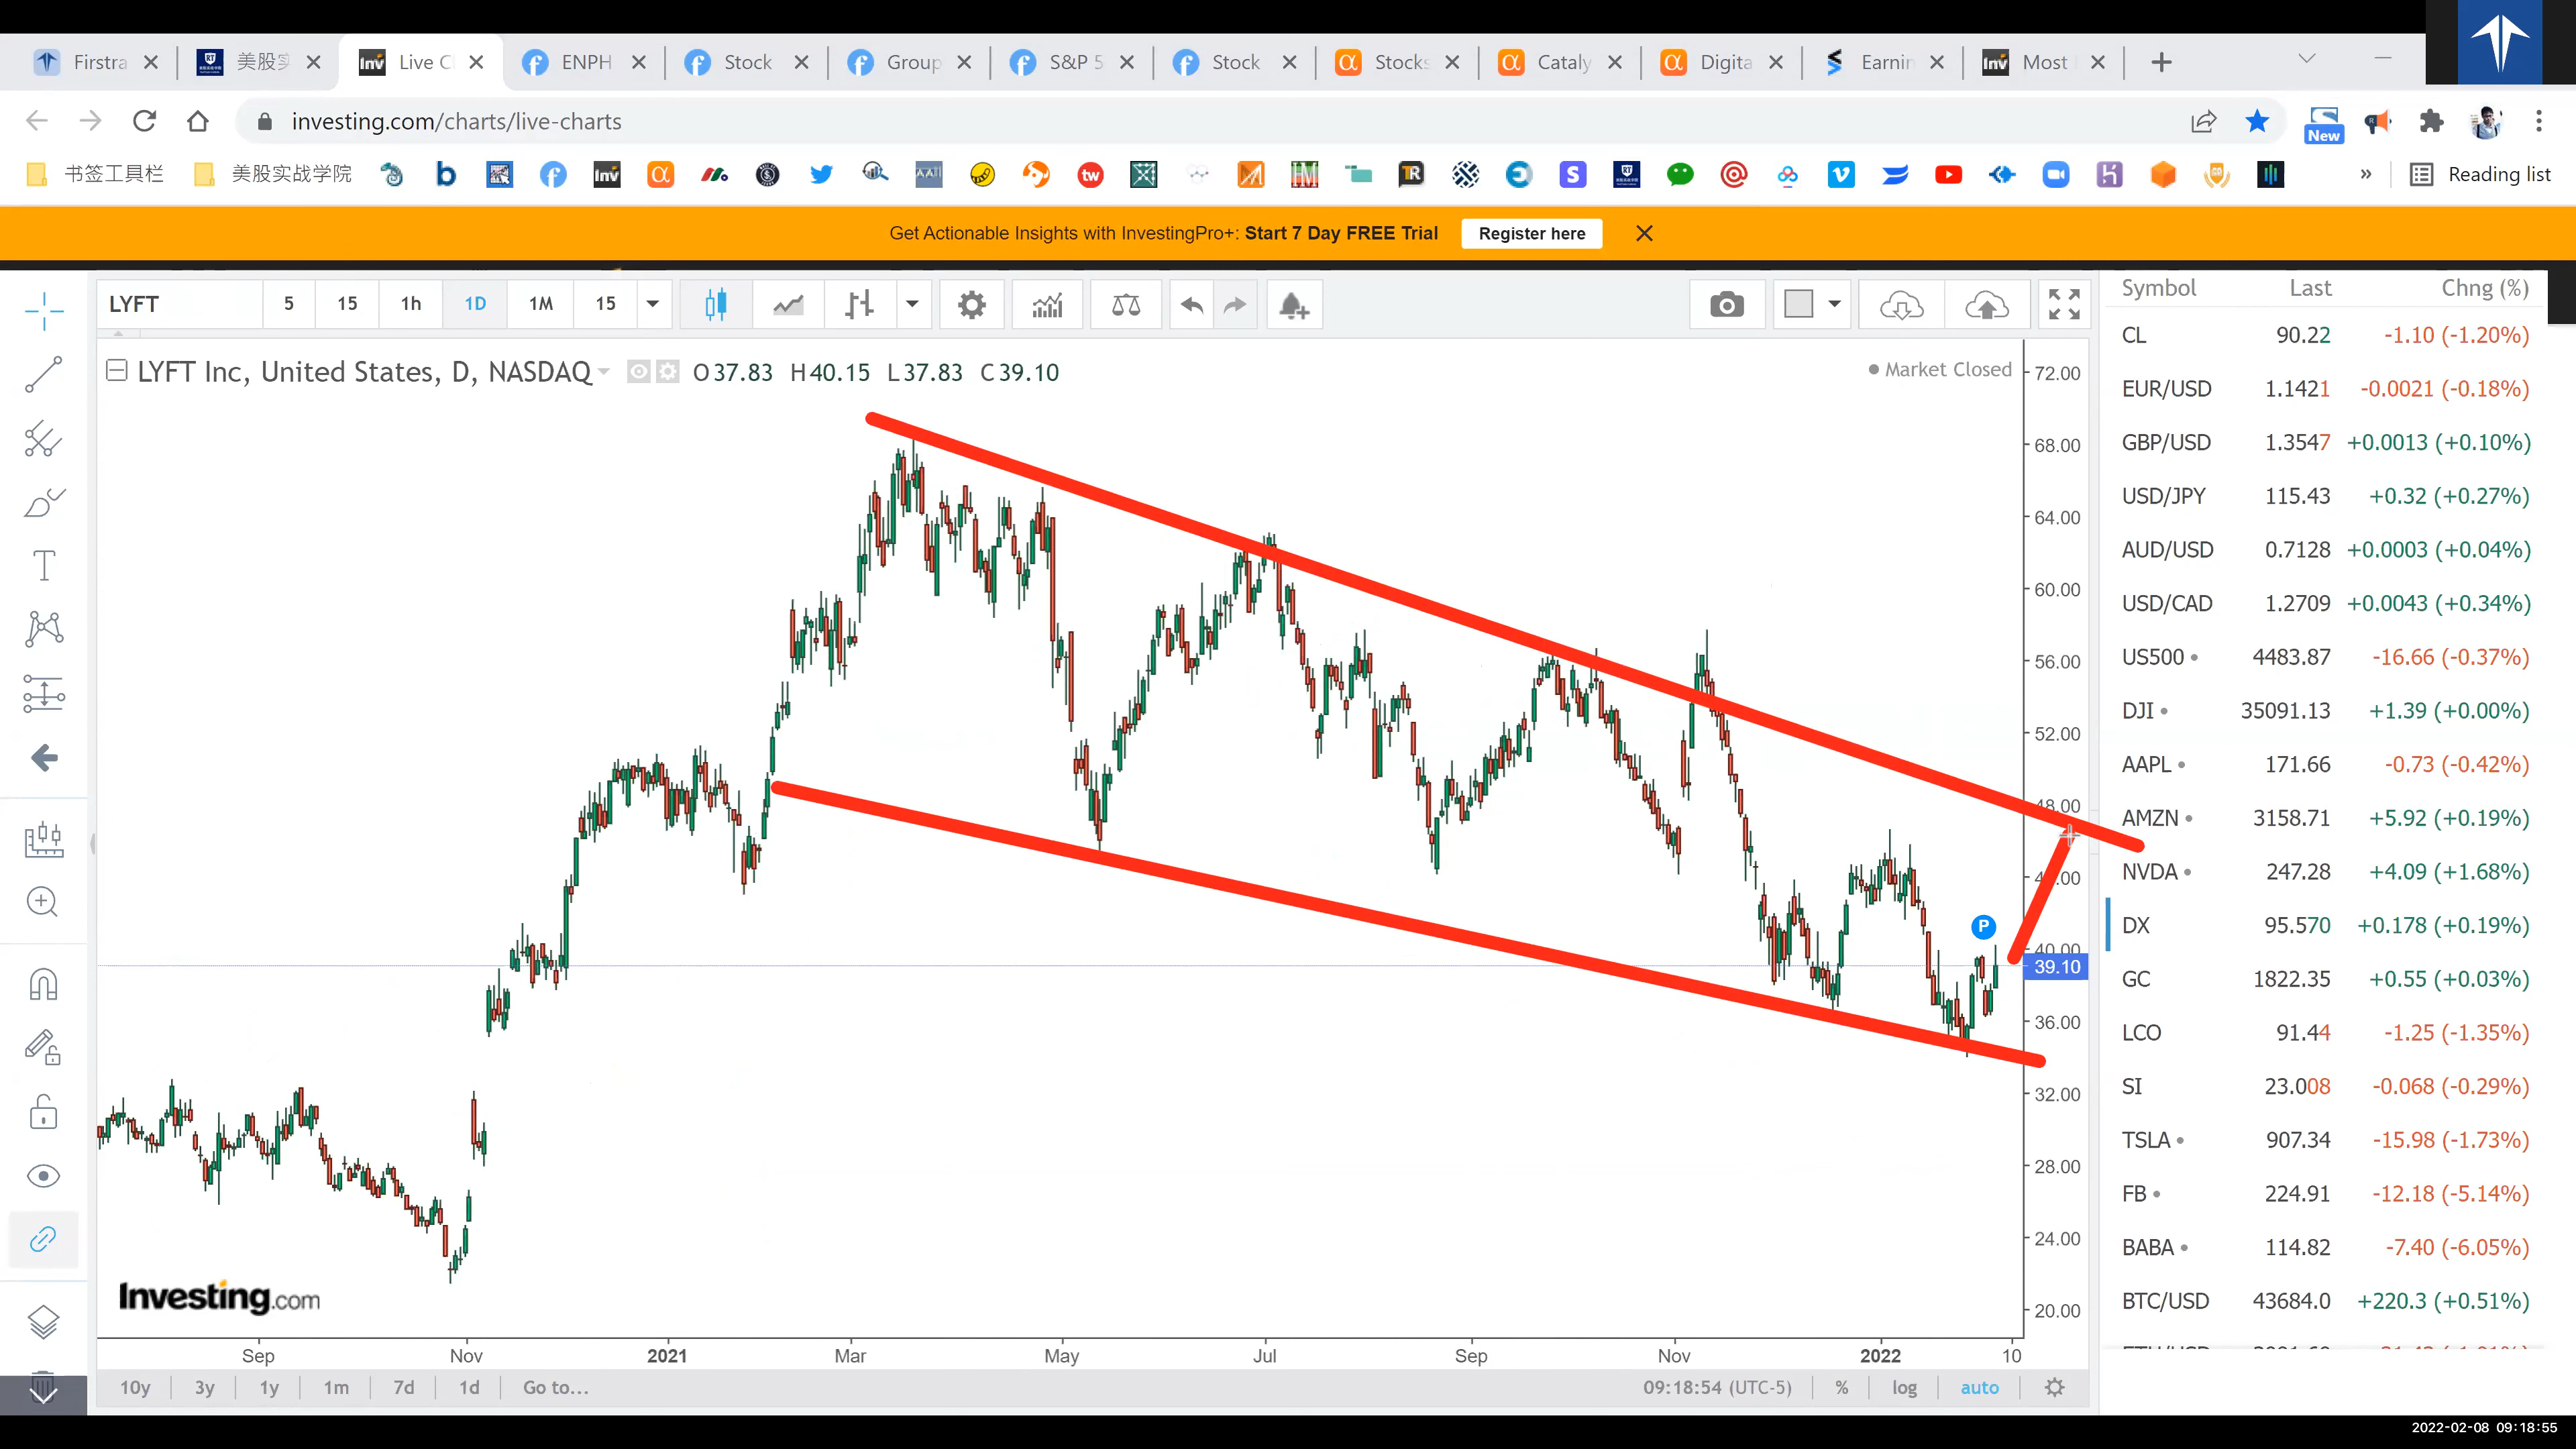 Firstra 美股实 Live C ENPH Stock Group S&P 5 Stock Stocks Cataly Digita Earnin Most
investing.com/charts/live-charts
New
书签工具栏 美股实战学院 Reading list
Get Actionable Insights with InvestingPro+: Start 7 Day FREE Trial Register here
LYFT 5 15 1h 1D 1M 15
LYFT Inc, United States, D, NASDAQ O37.83 H40.15 L37.83 C39.10
Market Closed
72.00
68.00
64.00
60.00
56.00
52.00
48.00
40.00
39.10
36.00
32.00
28.00
24.00
20.00
P
Investing.com
Sep Nov 2021 Mar May Jul Sep Nov 2022 10
10y 3y 1y 1m 7d 1d Go to... 09:18:54 (UTC-5) % log auto
Symbol Last Chng (%)
CL 90.22 -1.10 (-1.20%)
EUR/USD 1.1421 -0.0021 (-0.18%)
GBP/USD 1.3547 +0.0013 (+0.10%)
USD/JPY 115.43 +0.32 (+0.27%)
AUD/USD 0.7128 +0.0003 (+0.04%)
USD/CAD 1.2709 +0.0043 (+0.34%)
US500 4483.87 -16.66 (-0.37%)
DJI 35091.13 +1.39 (+0.00%)
AAPL 171.66 -0.73 (-0.42%)
AMZN 3158.71 +5.92 (+0.19%)
NVDA 247.28 +4.09 (+1.68%)
DX 95.570 +0.178 (+0.19%)
GC 1822.35 +0.55 (+0.03%)
LCO 91.44 -1.25 (-1.35%)
SI 23.008 -0.068 (-0.29%)
TSLA 907.34 -15.98 (-1.73%)
FB 224.91 -12.18 (-5.14%)
BABA 114.82 -7.40 (-6.05%)
BTC/USD 43684.0 +220.3 (+0.51%)
2022-02-08 09:18:55